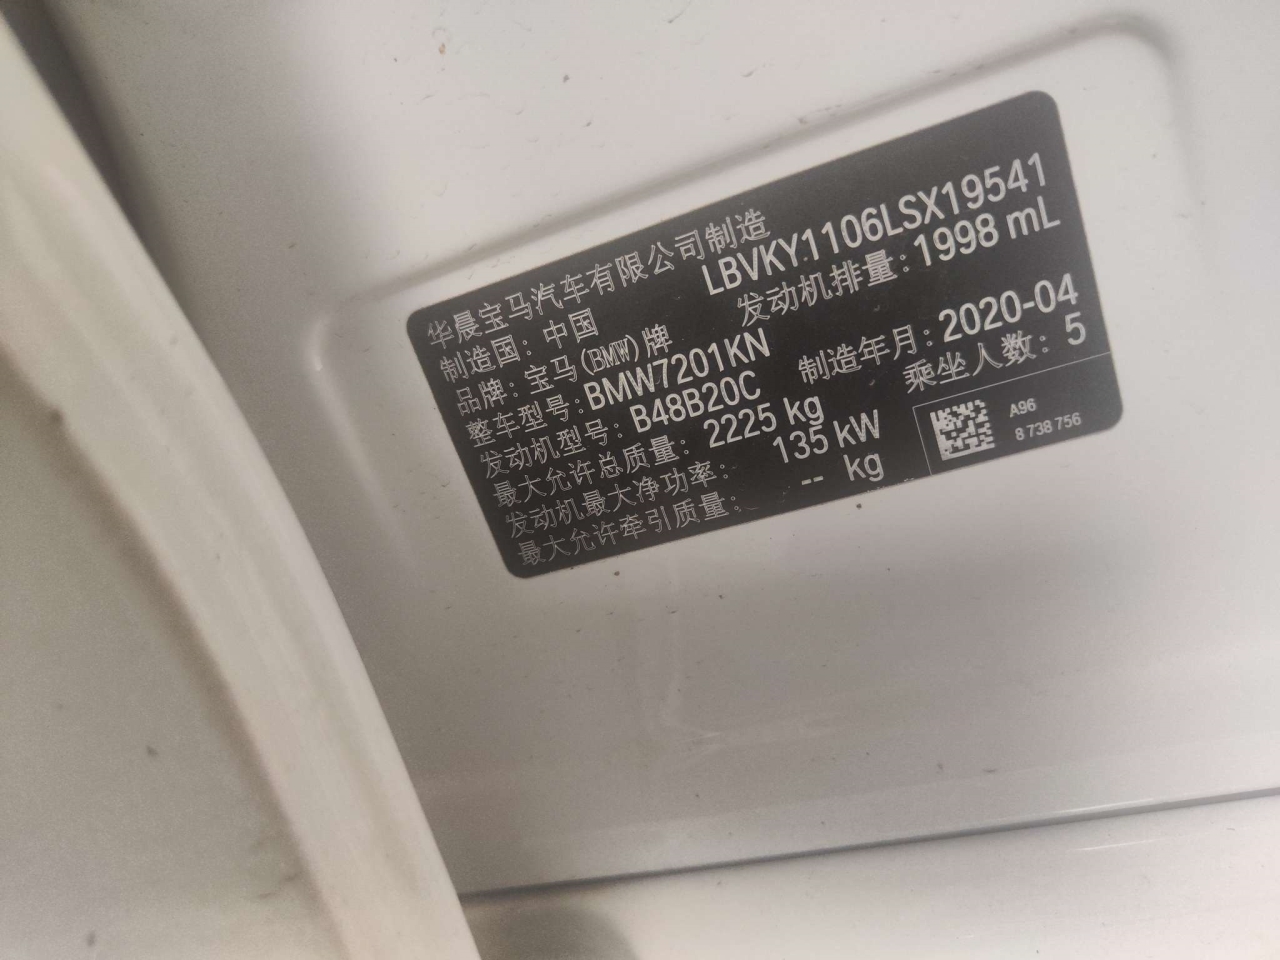 华晨宝马汽车有限公司制造
制造国：中国 LBVKY1106LSX19541
品牌：宝马(BMW)牌 发动机排量：1998 mL
整车型号：BMW7201KN
发动机型号：B48B20C 制造年月：2020-04
最大允许总质量：2225 kg 乘坐人数：5
发动机最大净功率：135 kW
最大允许牵引质量：-- kg
A96
8 738 756